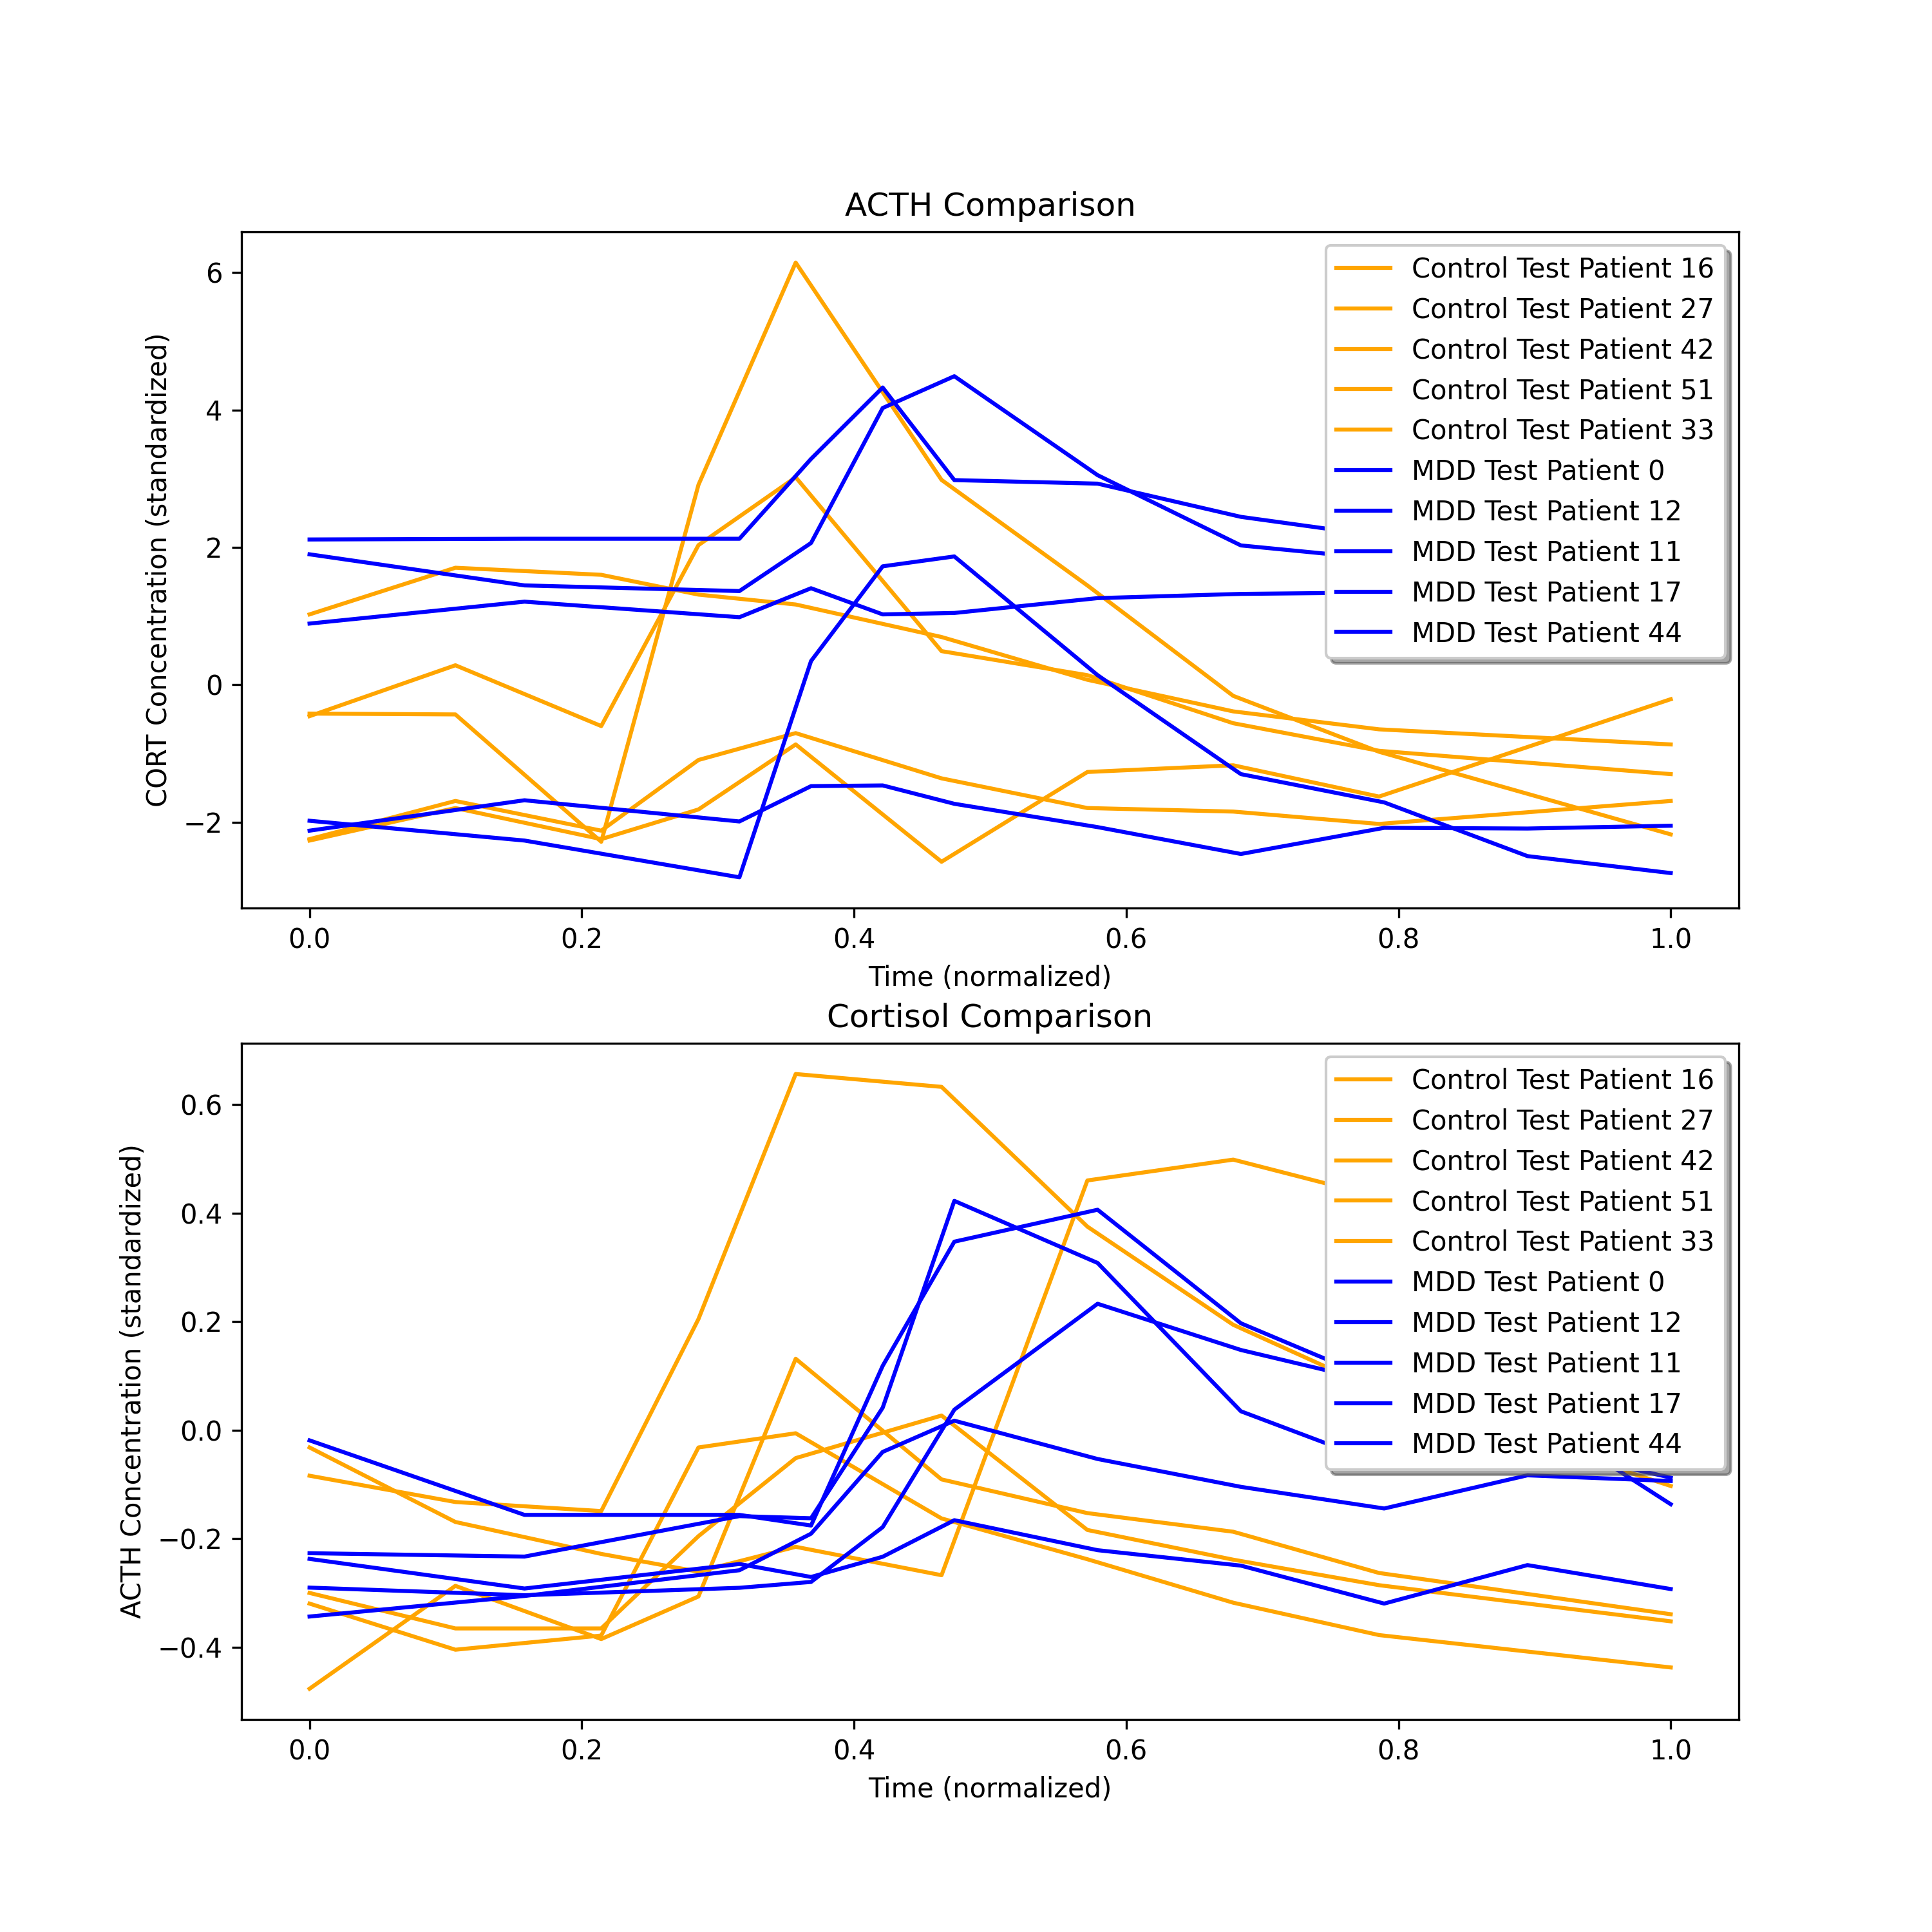 ACTH Comparison
CORT Concentration (standardized)
6
4
2
0
−2
Control Test Patient 16
Control Test Patient 27
Control Test Patient 42
Control Test Patient 51
Control Test Patient 33
MDD Test Patient 0
MDD Test Patient 12
MDD Test Patient 11
MDD Test Patient 17
MDD Test Patient 44
0.0 0.2 0.4 0.6 0.8 1.0
Time (normalized)
Cortisol Comparison
ACTH Concentration (standardized)
0.6
0.4
0.2
0.0
−0.2
−0.4
Control Test Patient 16
Control Test Patient 27
Control Test Patient 42
Control Test Patient 51
Control Test Patient 33
MDD Test Patient 0
MDD Test Patient 12
MDD Test Patient 11
MDD Test Patient 17
MDD Test Patient 44
0.0 0.2 0.4 0.6 0.8 1.0
Time (normalized)